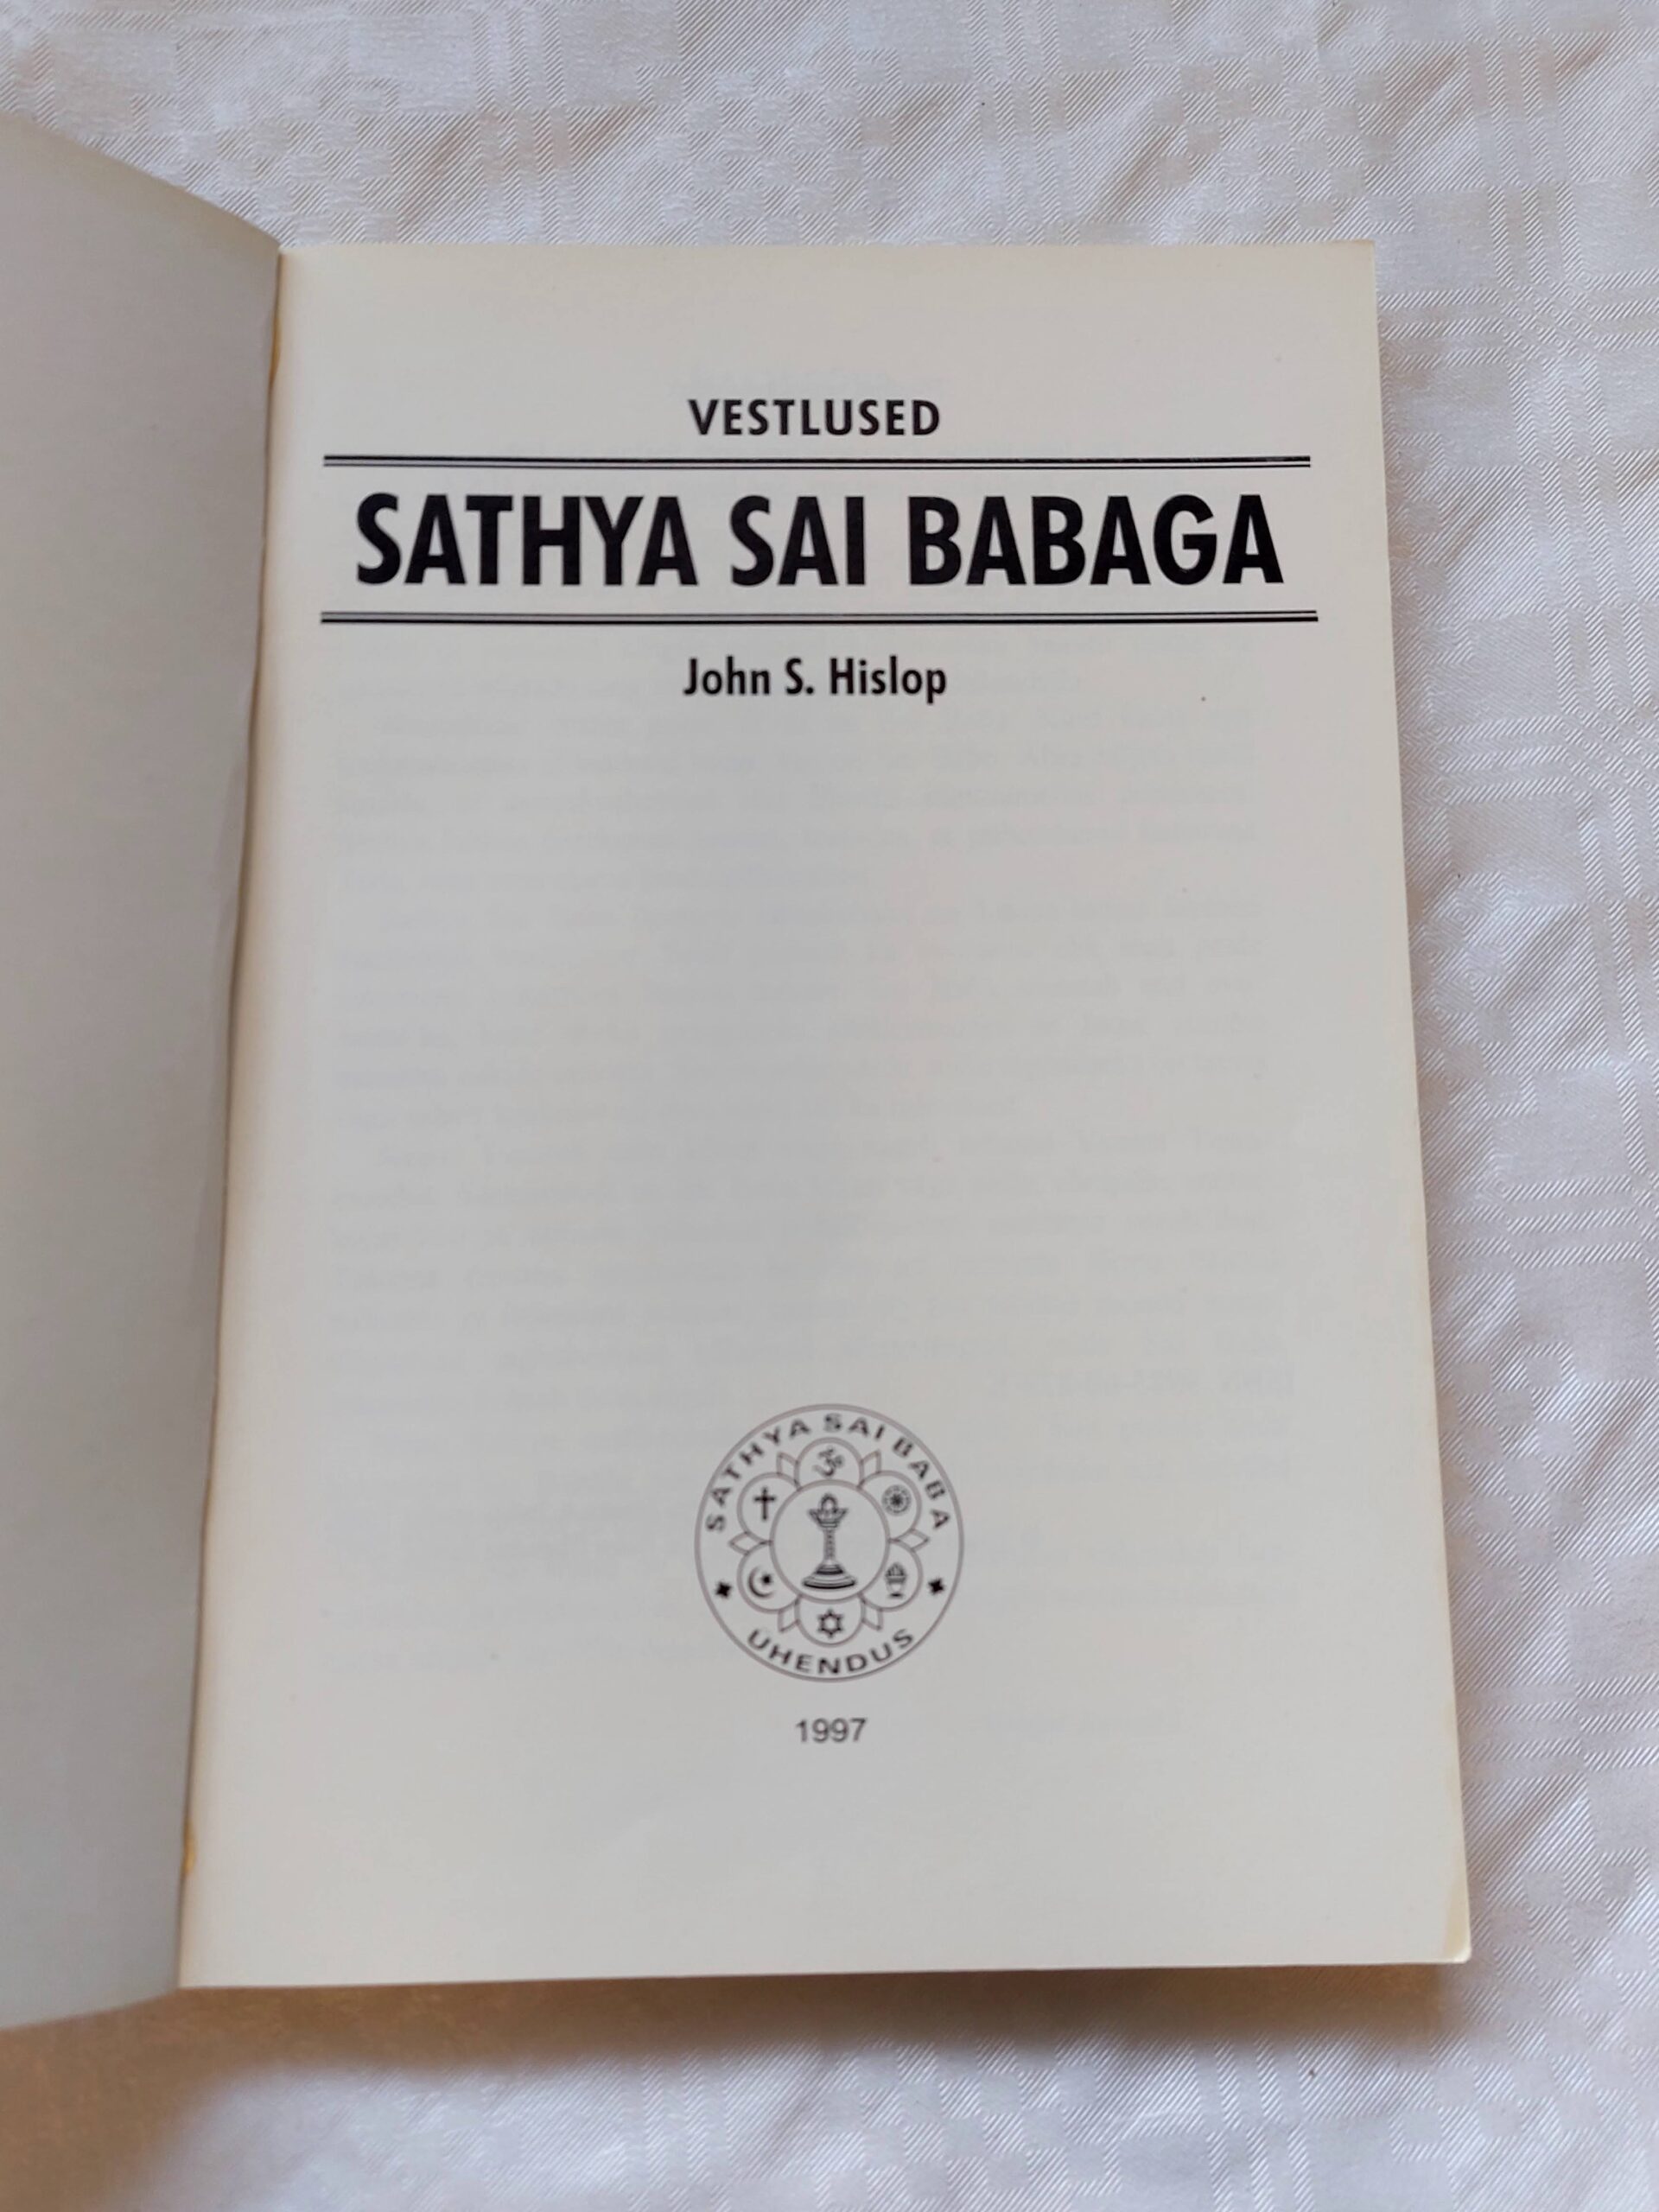 VESTLUSED
SATHYA SAI BABAGA
John S. Hislop
SATHYA SAI BABA
ÜHENDUS
1997